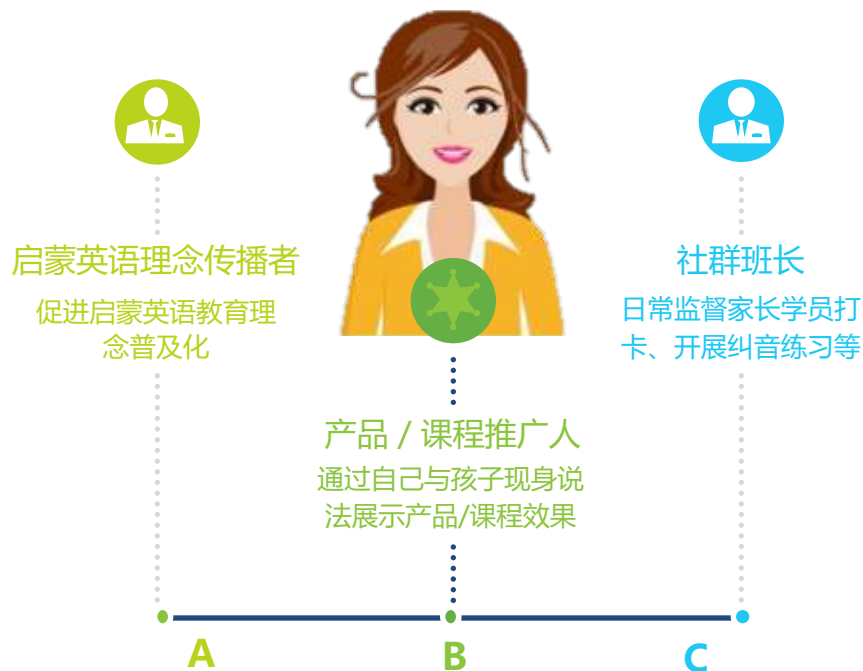 启蒙英语理念传播者
促进启蒙英语教育理
念普及化
产品 / 课程推广人
通过自己与孩子现身说
法展示产品/课程效果
社群班长
日常监督家长学员打
卡、开展纠音练习等
A
B
C